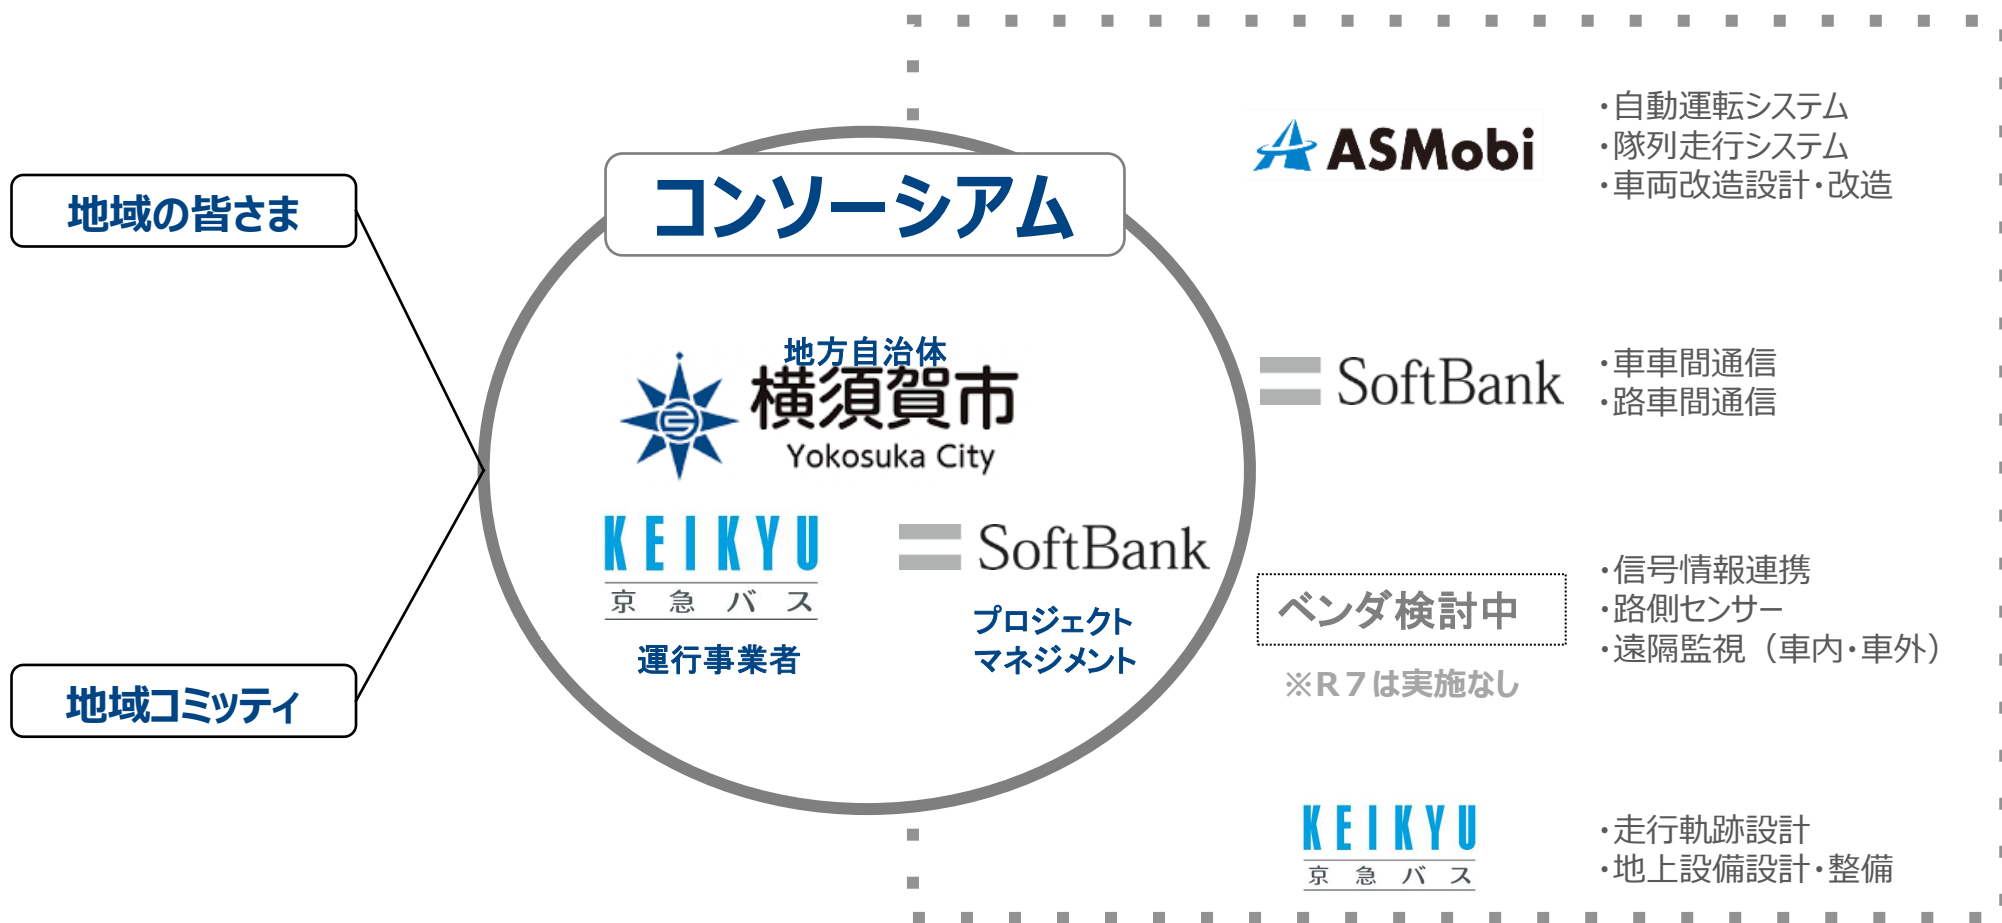 地域の皆さま
地域コミッティ
コンソーシアム
地方自治体
横須賀市
Yokosuka City
KEIKYU
京急バス
運行事業者
SoftBank
プロジェクト
マネジメント
ASMobi
・自動運転システム
・隊列走行システム
・車両改造設計・改造
SoftBank
・車車間通信
・路車間通信
ベンダ検討中
※R7は実施なし
・信号情報連携
・路側センサー
・遠隔監視（車内・車外）
KEIKYU
京急バス
・走行軌跡設計
・地上設備設計・整備